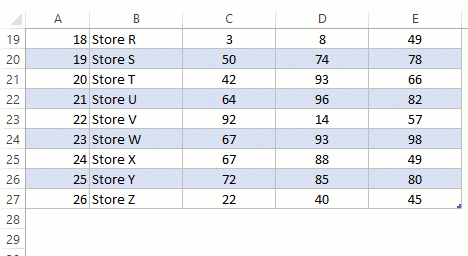 A B C D E
19 18 Store R 3 8 49
20 19 Store S 50 74 78
21 20 Store T 42 93 66
22 21 Store U 64 96 82
23 22 Store V 92 14 57
24 23 Store W 67 93 98
25 24 Store X 67 88 49
26 25 Store Y 72 85 80
27 26 Store Z 22 40 45
28
29